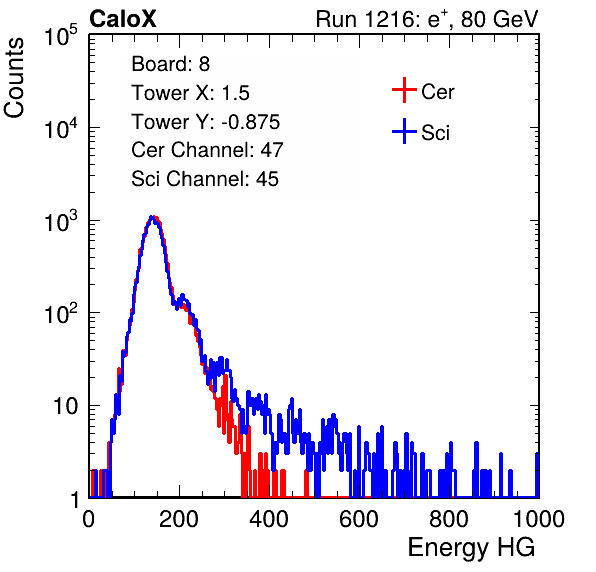 CaloX Run 1216: e⁺, 80 GeV
Counts
Board: 8
Tower X: 1.5
Tower Y: -0.875
Cer Channel: 47
Sci Channel: 45
Cer
Sci
10⁵
10⁴
10³
10²
10
1
0 200 400 600 800 1000
Energy HG